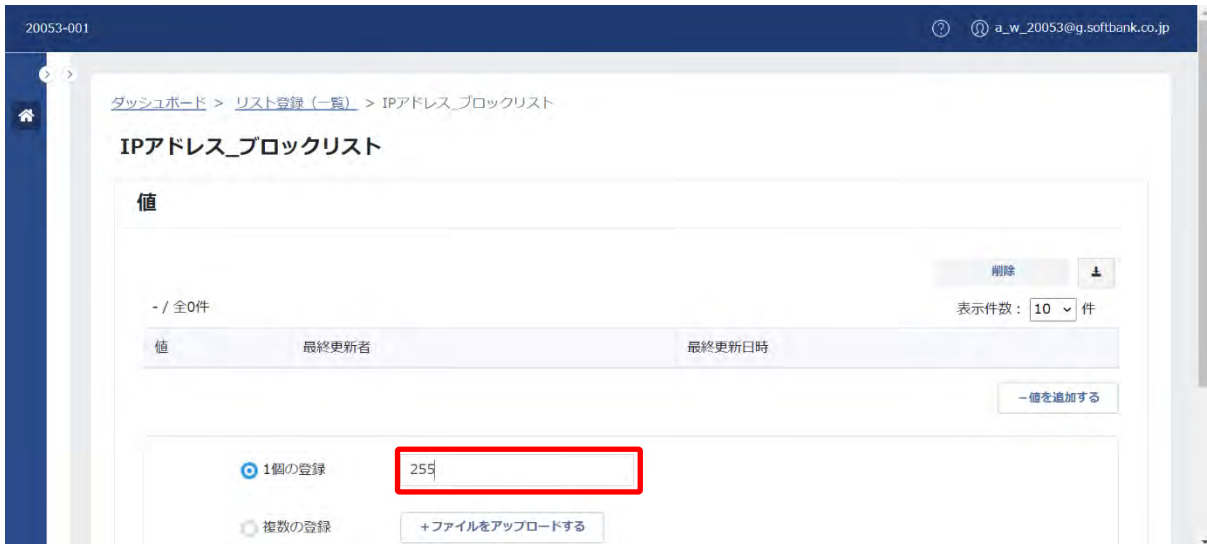 20053-001
a_w_20053@g.softbank.co.jp
ダッシュボード > リスト登録（一覧） > IPアドレス_ブロックリスト
IPアドレス_ブロックリスト
値
削除
- / 全0件
表示件数： 10 件
値 最終更新者 最終更新日時
－値を追加する
1個の登録 255
複数の登録 +ファイルをアップロードする